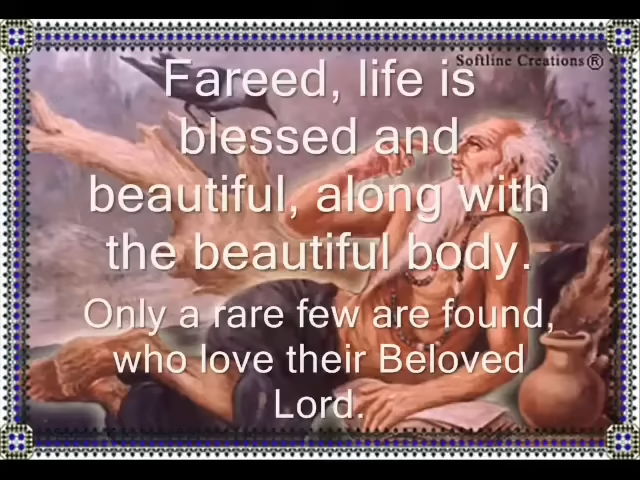 Softline Creations®
Fareed, life is
blessed and
beautiful, along with
the beautiful body.
Only a rare few are found,
who love their Beloved
Lord.